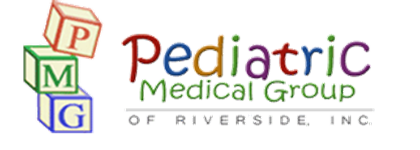 P
M
G
Pediatric
Medical Group
OF RIVERSIDE, INC.